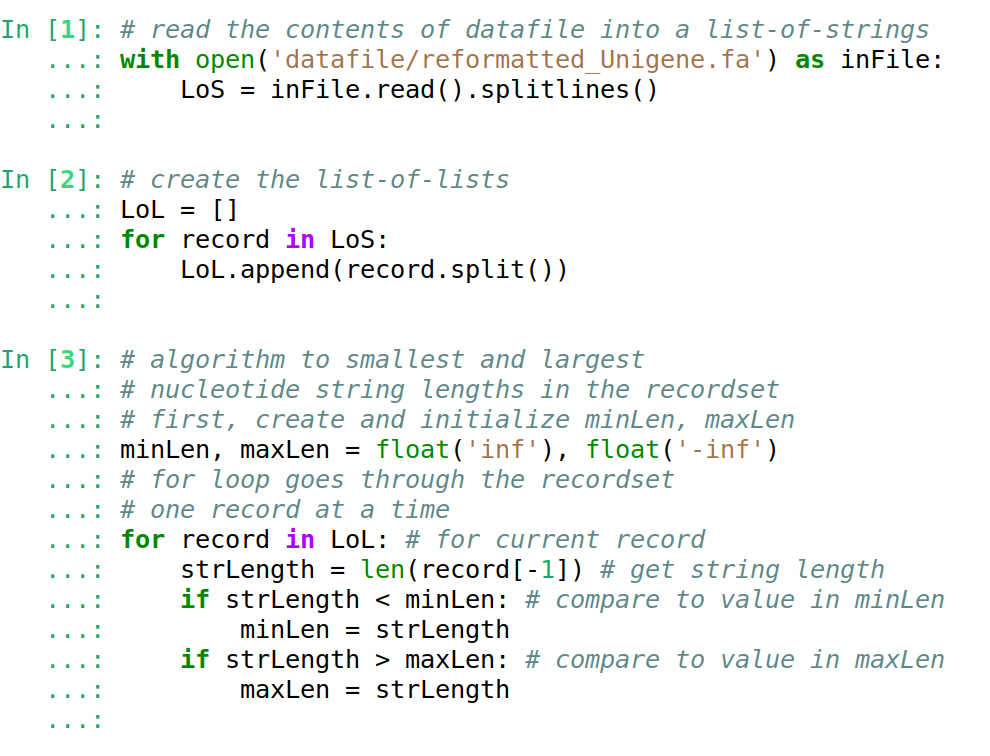 In [1]: # read the contents of datafile into a list-of-strings
   ...: with open('datafile/reformatted_Unigene.fa') as inFile:
   ...:     LoS = inFile.read().splitlines()
   ...:
In [2]: # create the list-of-lists
   ...: LoL = []
   ...: for record in LoS:
   ...:     LoL.append(record.split())
   ...:
In [3]: # algorithm to smallest and largest
   ...: # nucleotide string lengths in the recordset
   ...: # first, create and initialize minLen, maxLen
   ...: minLen, maxLen = float('inf'), float('-inf')
   ...: # for loop goes through the recordset
   ...: # one record at a time
   ...: for record in LoL: # for current record
   ...:     strLength = len(record[-1]) # get string length
   ...:     if strLength < minLen: # compare to value in minLen
   ...:         minLen = strLength
   ...:     if strLength > maxLen: # compare to value in maxLen
   ...:         maxLen = strLength
   ...: